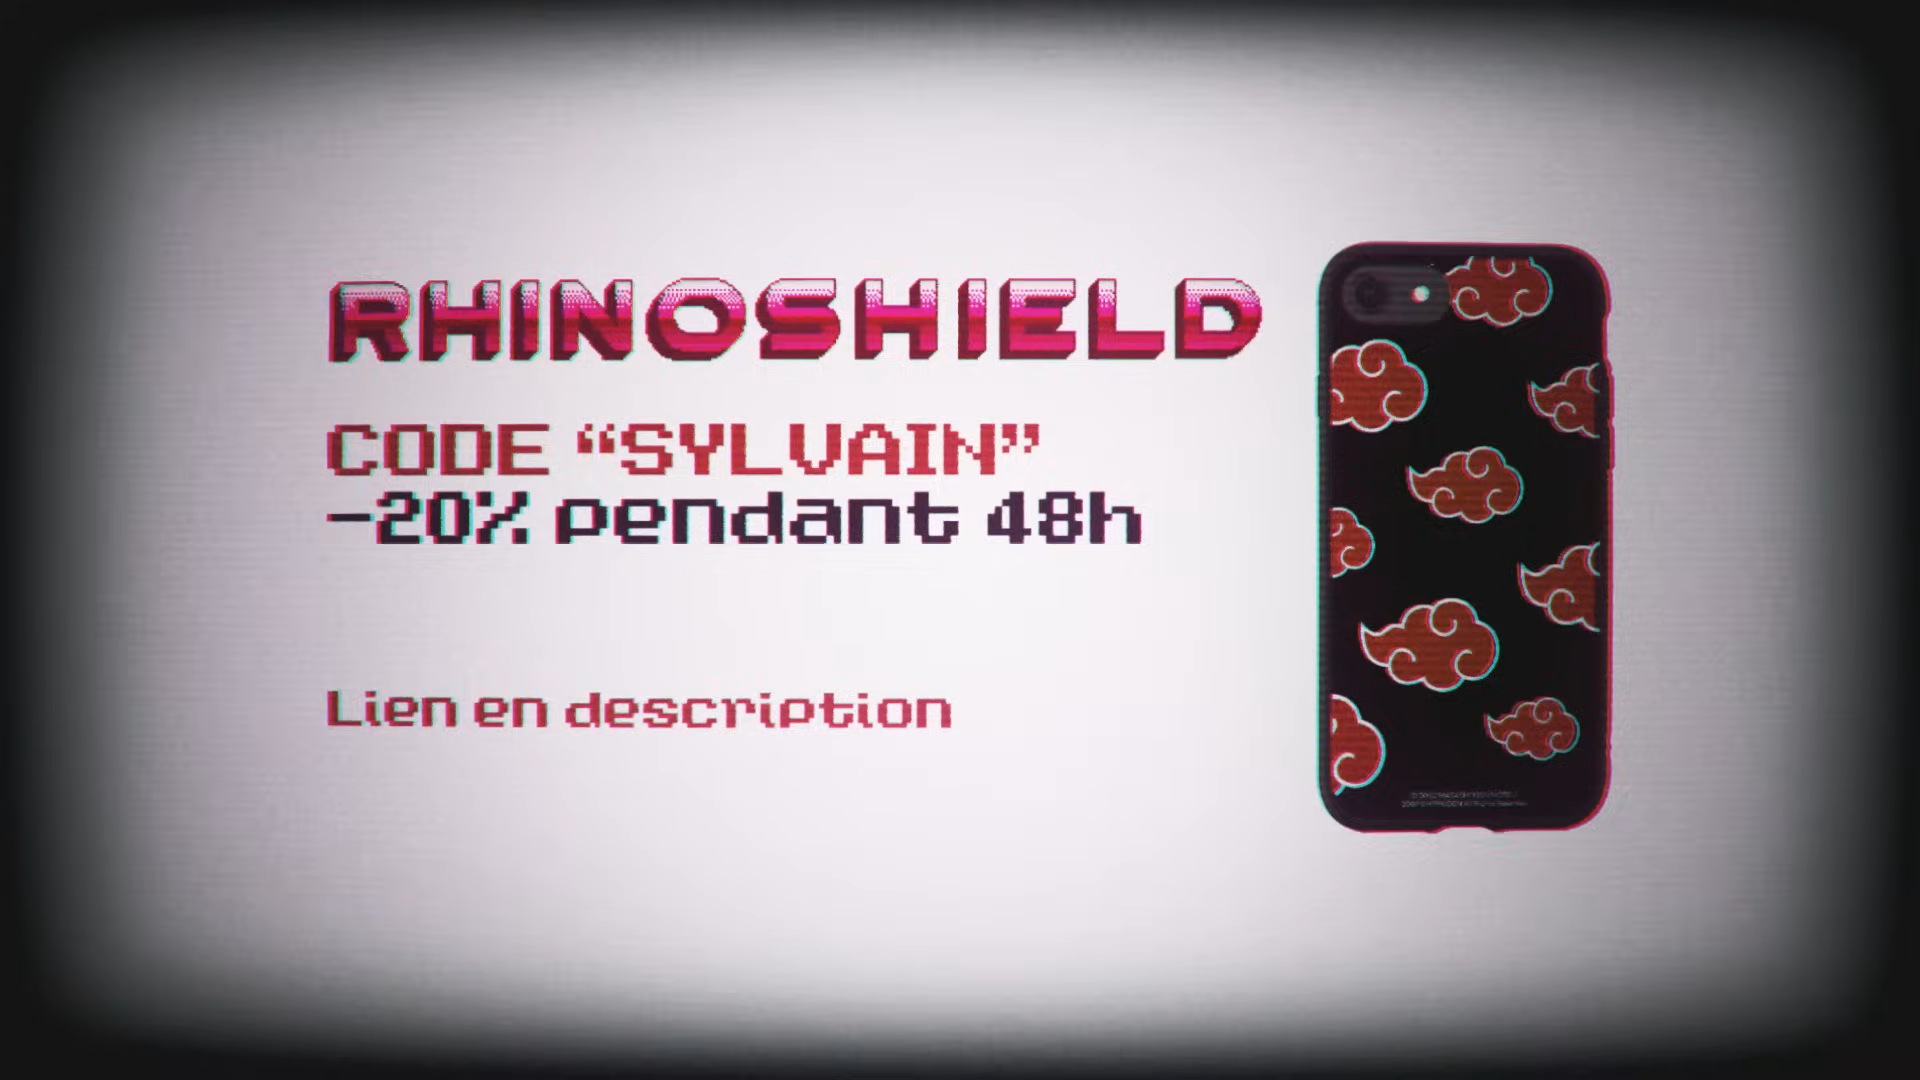 RHINOSHIELD
CODE “SYLVAIN”
-20% pendant 48h
Lien en description